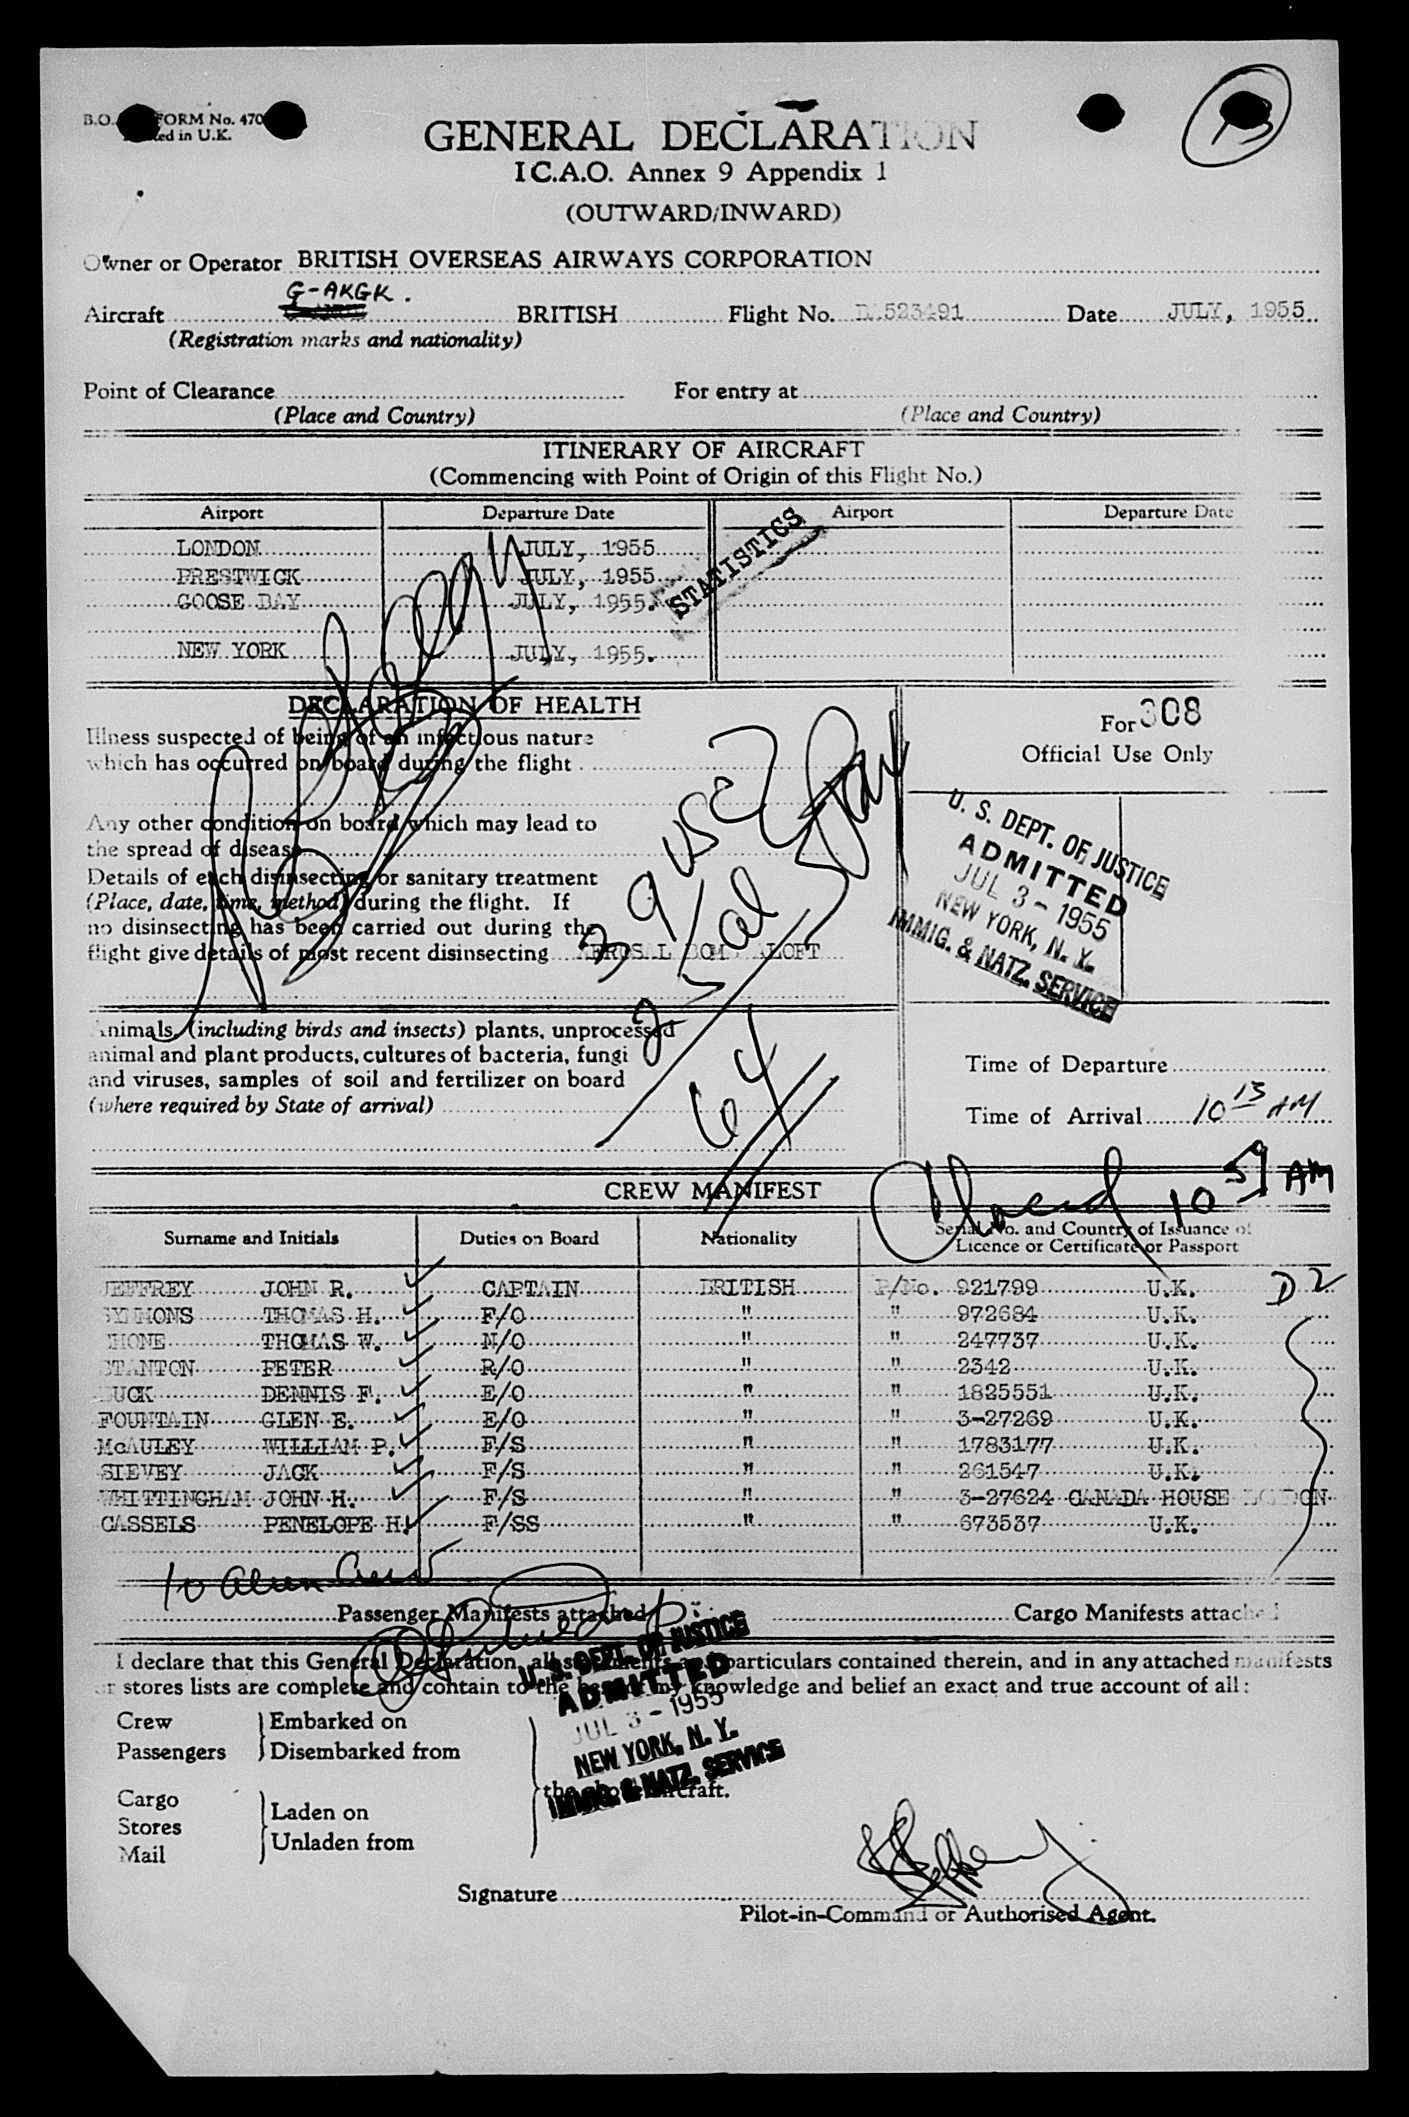 FORM No. 470
in U.K.
GENERAL DECLARATION
I C.A.O. Annex 9 Appendix 1
(OUTWARD/INWARD)
Owner or Operator BRITISH OVERSEAS AIRWAYS CORPORATION
G-AKGK.
Aircraft BRITISH Flight No. Date JULY, 1955
(Registration marks and nationality)
Point of Clearance For entry at
(Place and Country) (Place and Country)
ITINERARY OF AIRCRAFT
(Commencing with Point of Origin of this Flight No.)
Airport Departure Date Airport Departure Date
LONDON JULY, 1955
PRESTWICK JULY, 1955
GOOSE BAY JULY, 1955.
STATISTICS
NEW YORK JULY, 1955.
DECLARATION OF HEALTH
Illness suspected of being of an infectious nature
which has occurred on board during the flight
Any other condition on board which may lead to
the spread of disease
Details of each disinsecting or sanitary treatment
(Place, date, time, method) during the flight. If
no disinsecting has been carried out during the
flight give details of most recent disinsecting AEROSAL BOMB ALOFT
39 USC
64
For 308
Official Use Only
U. S. DEPT. OF JUSTICE
ADMITTED
JUL 3 - 1955
NEW YORK, N. Y.
IMMIG. & NATZ. SERVICE
Animals (including birds and insects) plants, unprocessed
animal and plant products, cultures of bacteria, fungi
and viruses, samples of soil and fertilizer on board
(where required by State of arrival)
Time of Departure
Time of Arrival 10 13 AM
10 59 AM
CREW MANIFEST
Surname and Initials Duties on Board Nationality Serial No. and Country of Issuance of
Licence or Certificate or Passport
JEFFREY JOHN R. CAPTAIN BRITISH P/No. 921799 U.K. D2
SYMMONS THOMAS H. F/O " " 972684 U.K.
THOMAS W. N/O " " 247737 U.K.
STANTON PETER R/O " " 2342 U.K.
DENNIS F. E/O " " 1825551 U.K.
FOUNTAIN GLEN E. E/O " " 3-27269 U.K.
McAULEY WILLIAM P. F/S " " 1783177 U.K.
SIEVEY JACK F/S " " 261547 U.K.
WHITTINGHAM JOHN H. F/S " " 3-27624 CANADA HOUSE LONDON
CASSELS PENELOPE H. F/SS " " 673537 U.K.
10 alien crew
Passenger Manifests attached Cargo Manifests attached
I declare that this General Declaration, all statements and particulars contained therein, and in any attached manifests
or stores lists are complete and contain to the best of my knowledge and belief an exact and true account of all:
U. S. DEPT. OF JUSTICE
ADMITTED
JUL 3 - 1955
NEW YORK, N. Y.
IMMIG. & NATZ. SERVICE
Crew Embarked on
Passengers Disembarked from
the above aircraft.
Cargo
Stores Laden on
Mail Unladen from
Signature
Pilot-in-Command or Authorised Agent.